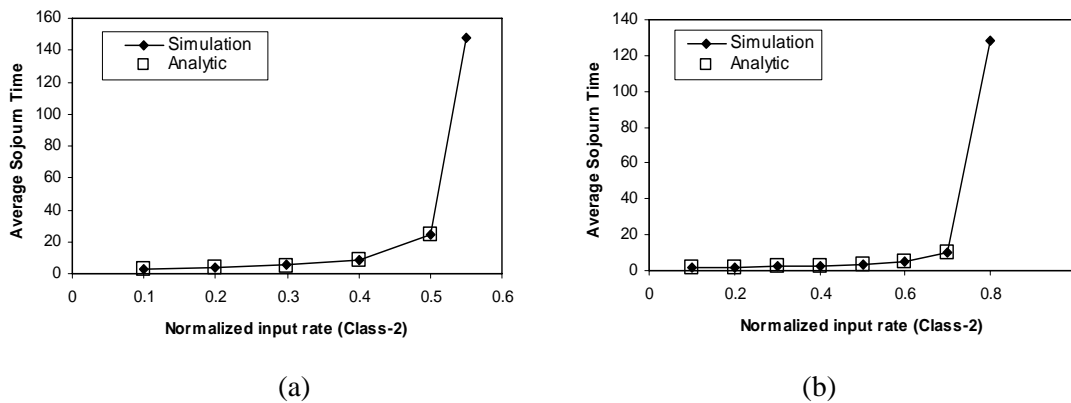 160
140
120
100
80
60
40
20
0
Average Sojourn Time
Simulation
Analytic
0 0.1 0.2 0.3 0.4 0.5 0.6
Normalized input rate (Class-2)
(a)
140
120
100
80
60
40
20
0
Average Sojourn Time
Simulation
Analytic
0 0.2 0.4 0.6 0.8
Normalized input rate (Class-2)
(b)